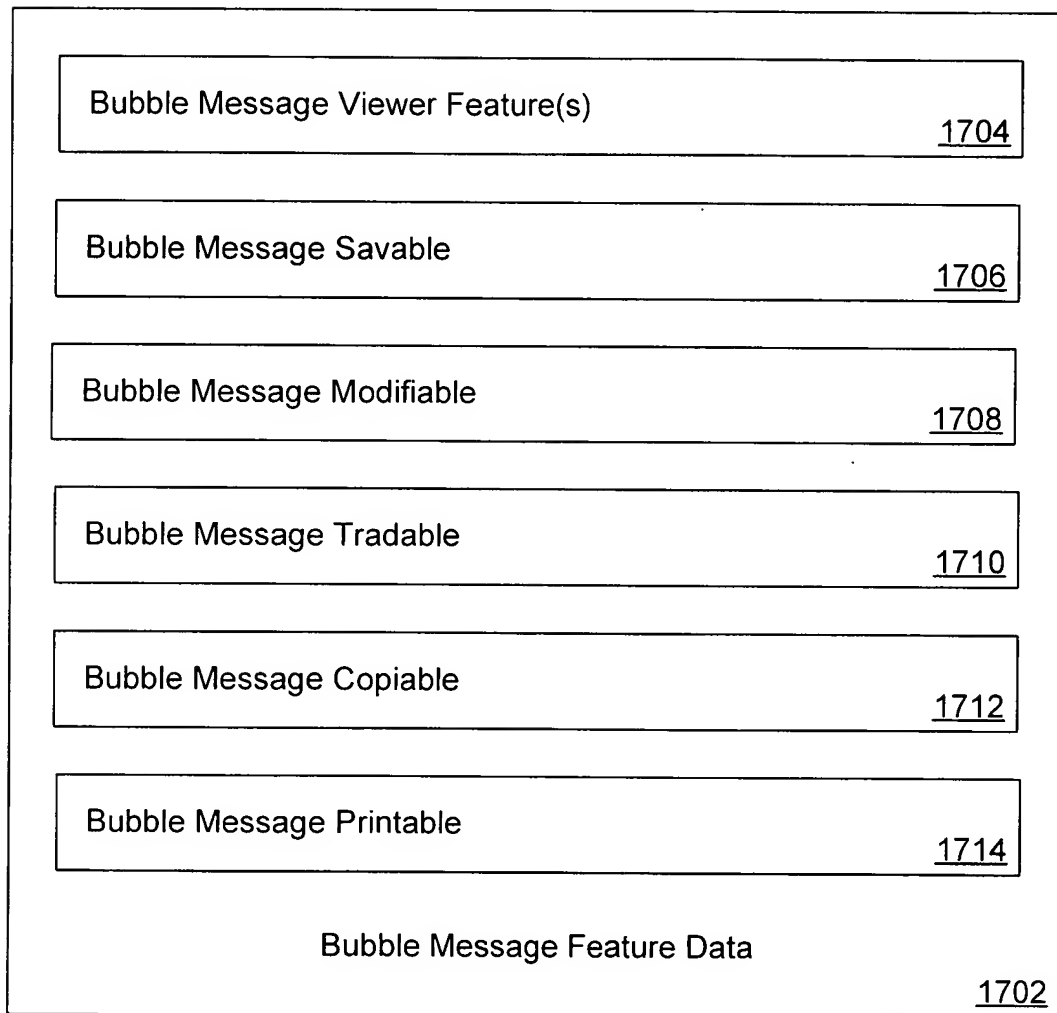 Bubble Message Viewer Feature(s)
1704
Bubble Message Savable
1706
Bubble Message Modifiable
1708
Bubble Message Tradable
1710
Bubble Message Copiable
1712
Bubble Message Printable
1714
Bubble Message Feature Data
1702